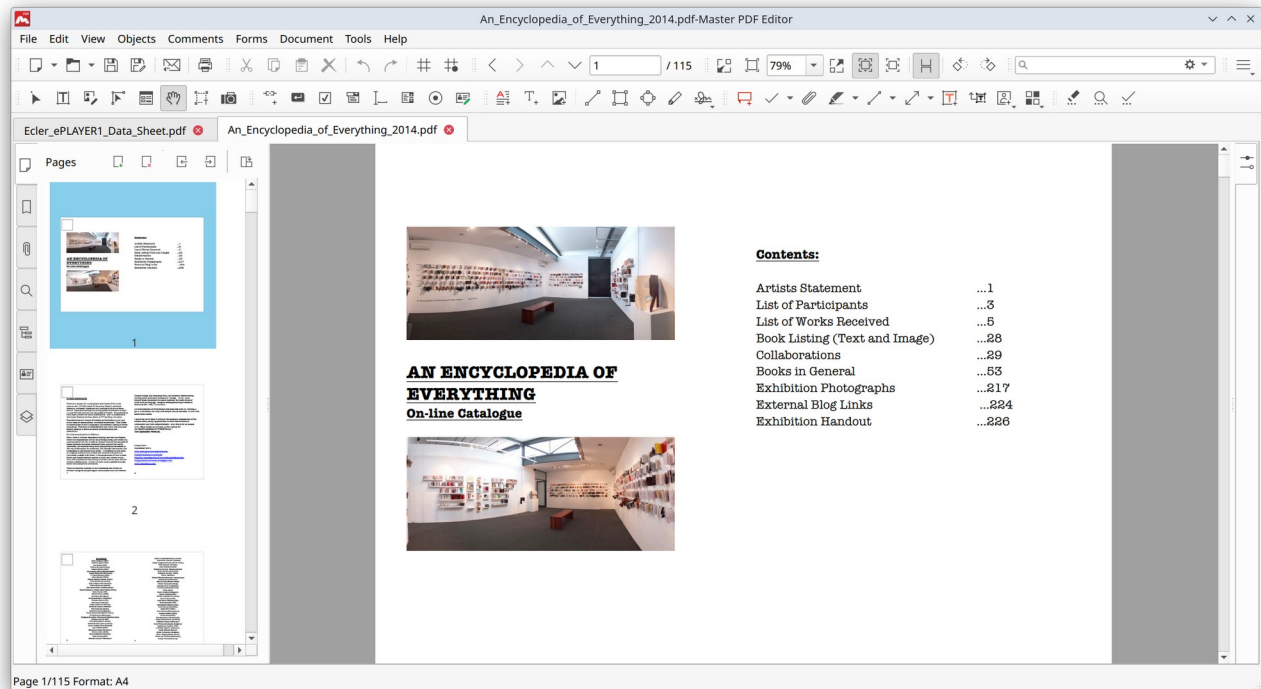 An_Encyclopedia_of_Everything_2014.pdf-Master PDF Editor
File Edit View Objects Comments Forms Document Tools Help
1 / 115 79%
Ecler_ePLAYER1_Data_Sheet.pdf An_Encyclopedia_of_Everything_2014.pdf
Pages
1
2
AN ENCYCLOPEDIA OF
EVERYTHING
On-line Catalogue
Contents:
Artists Statement ...1
List of Participants ...3
List of Works Received ...5
Book Listing (Text and Image) ...28
Collaborations ...29
Books in General ...53
Exhibition Photographs ...217
External Blog Links ...224
Exhibition Handout ...226
Page 1/115 Format: A4